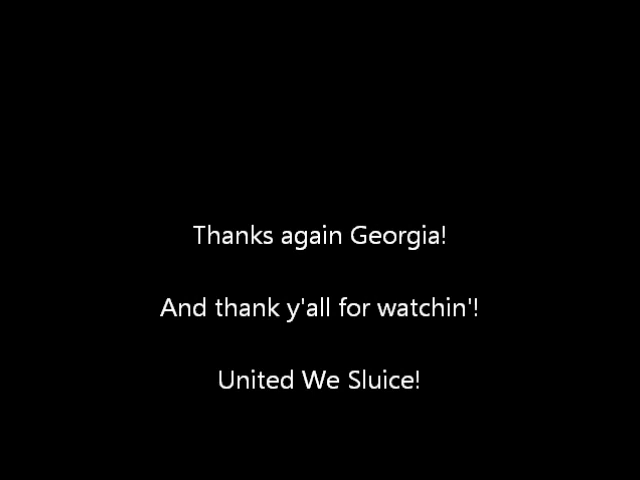 Thanks again Georgia!
And thank y'all for watchin'!
United We Sluice!